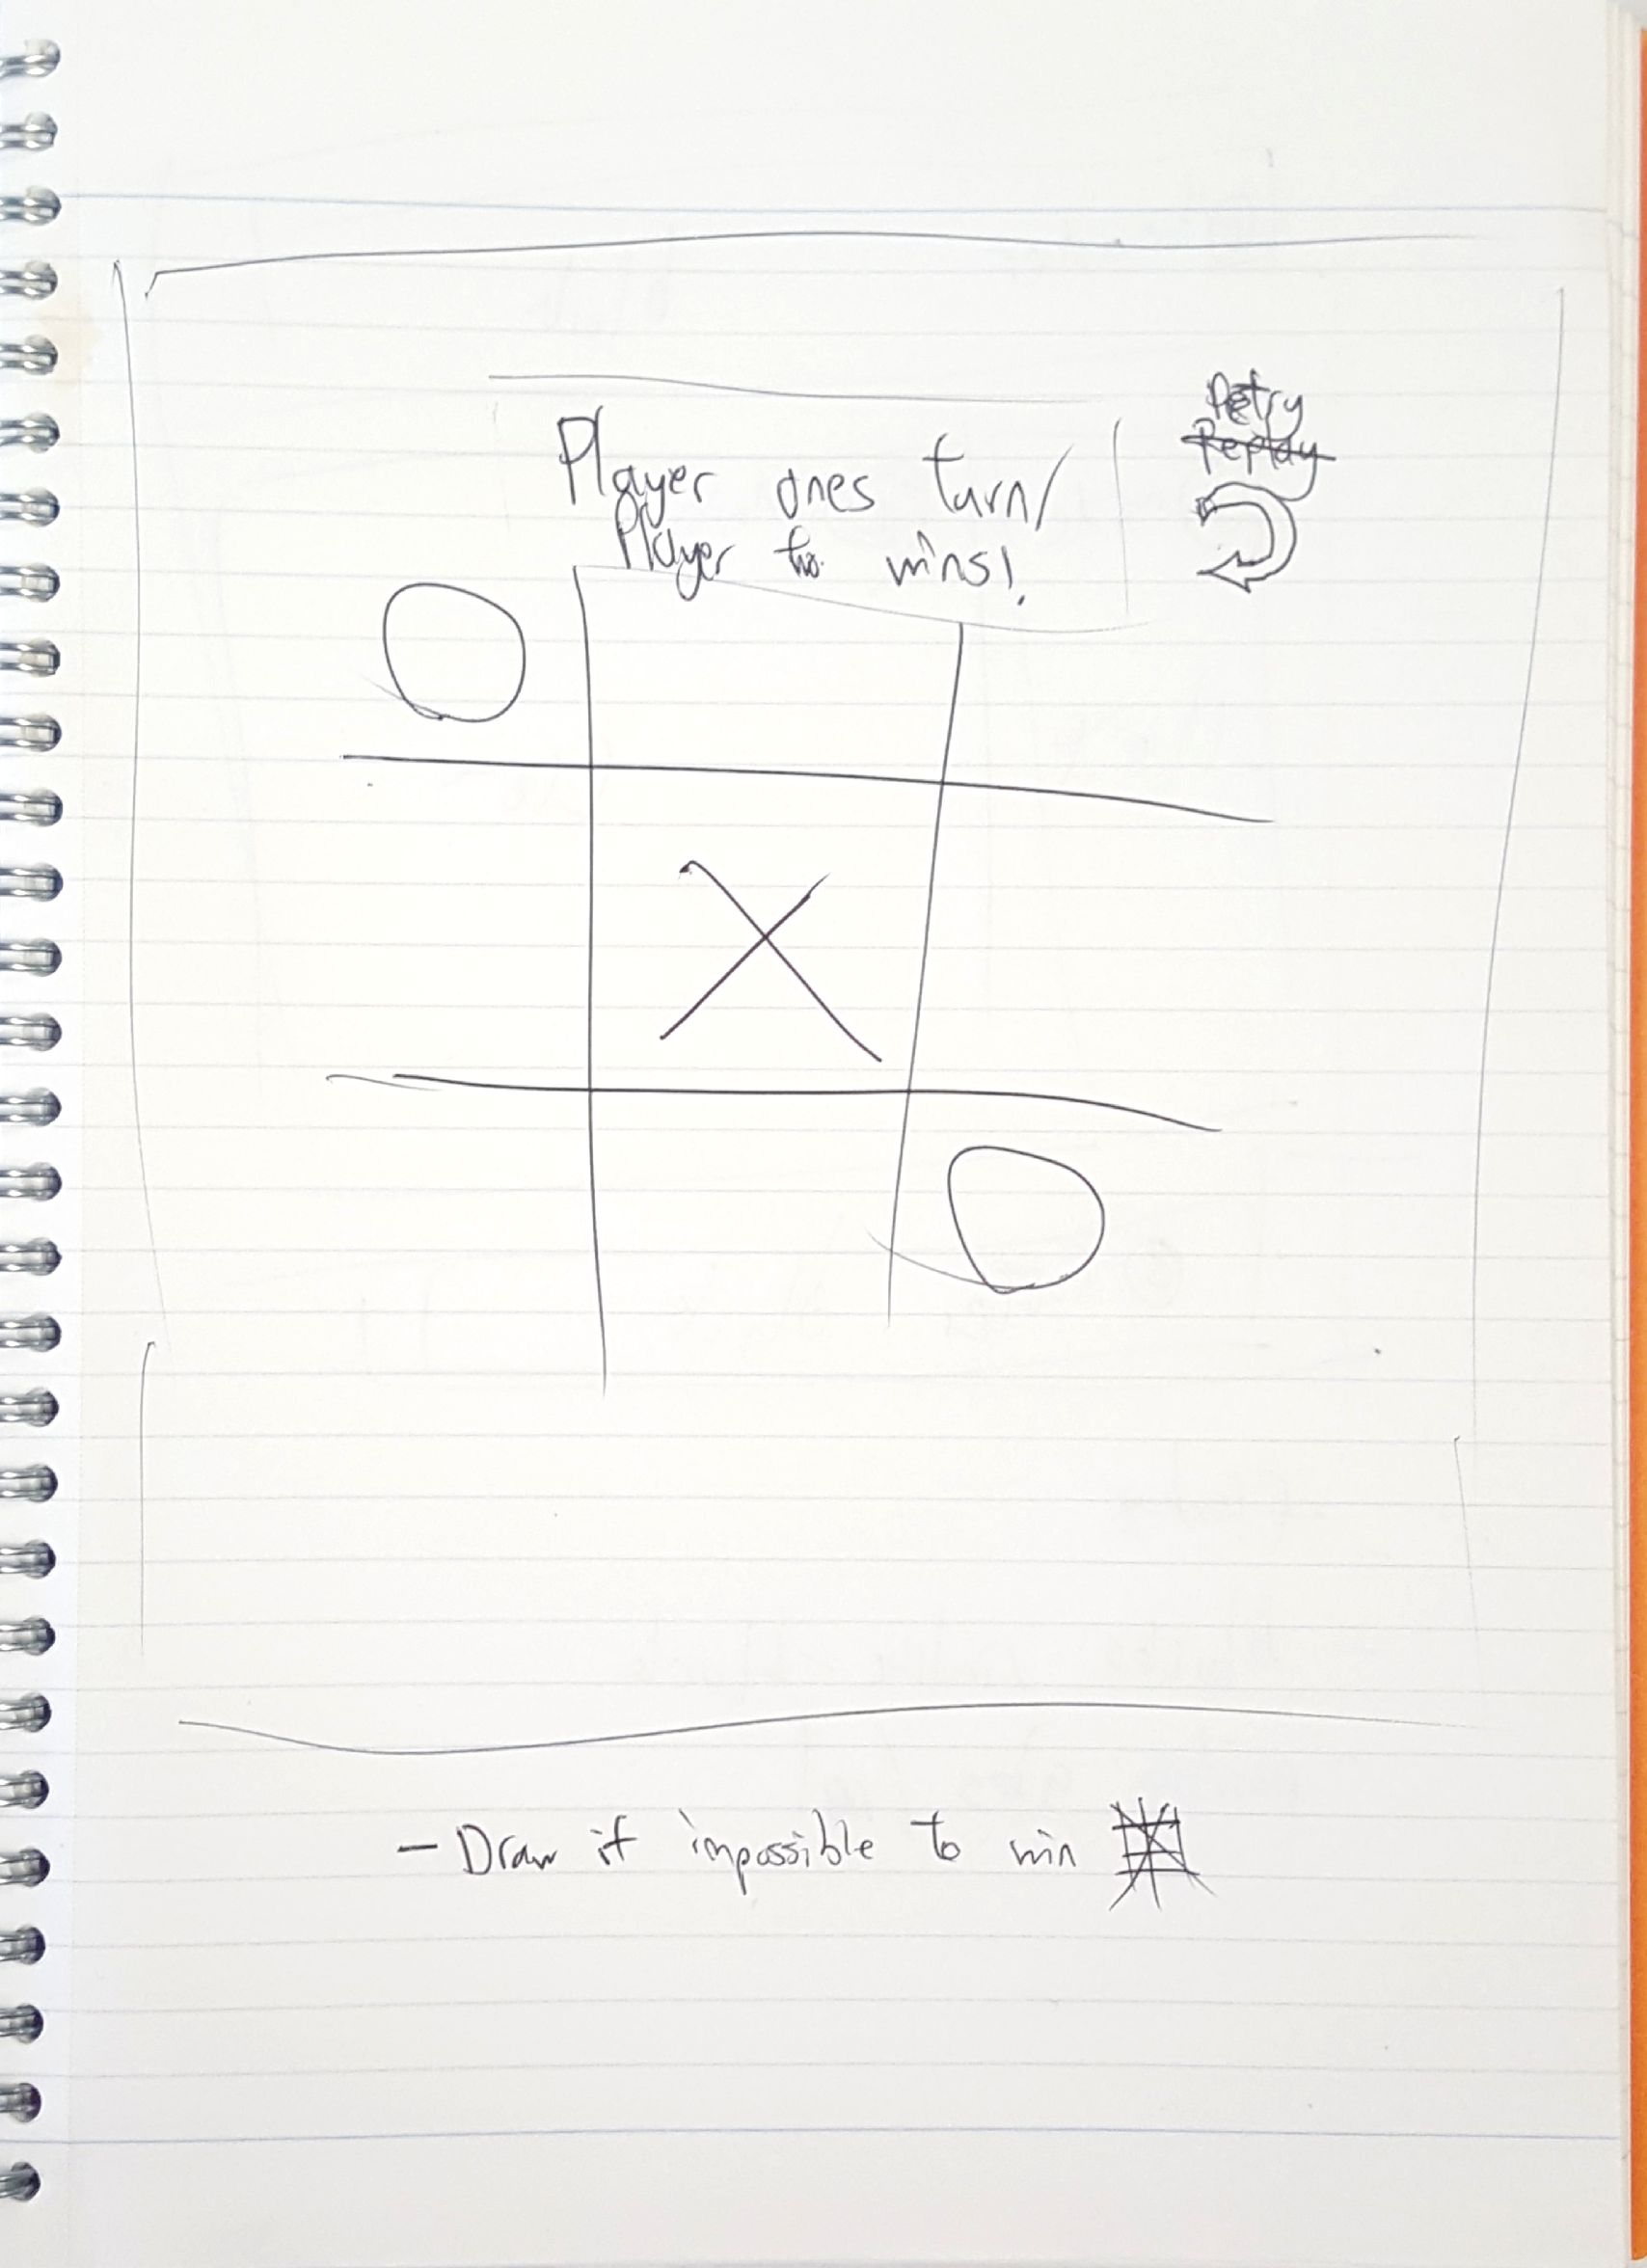 Retry
Replay
Player ones turn/
Player two wins!
O
X
O
- Draw if impossible to win